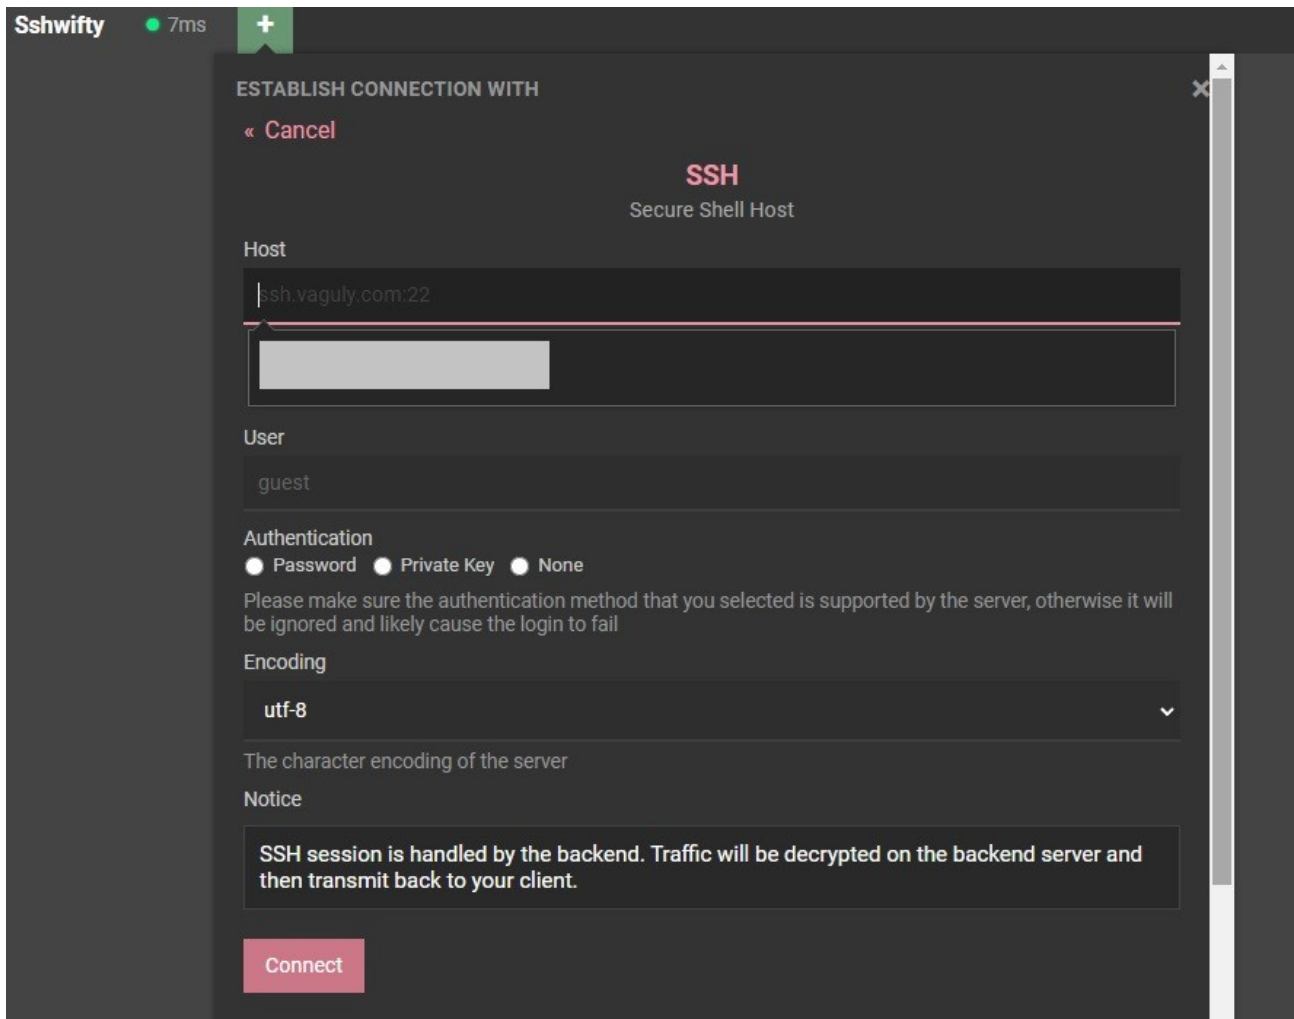 Sshwifty 7ms +
ESTABLISH CONNECTION WITH ×
« Cancel
SSH
Secure Shell Host
Host
ssh.vaguly.com:22
User
guest
Authentication
Password Private Key None
Please make sure the authentication method that you selected is supported by the server, otherwise it will
be ignored and likely cause the login to fail
Encoding
utf-8
The character encoding of the server
Notice
SSH session is handled by the backend. Traffic will be decrypted on the backend server and
then transmit back to your client.
Connect